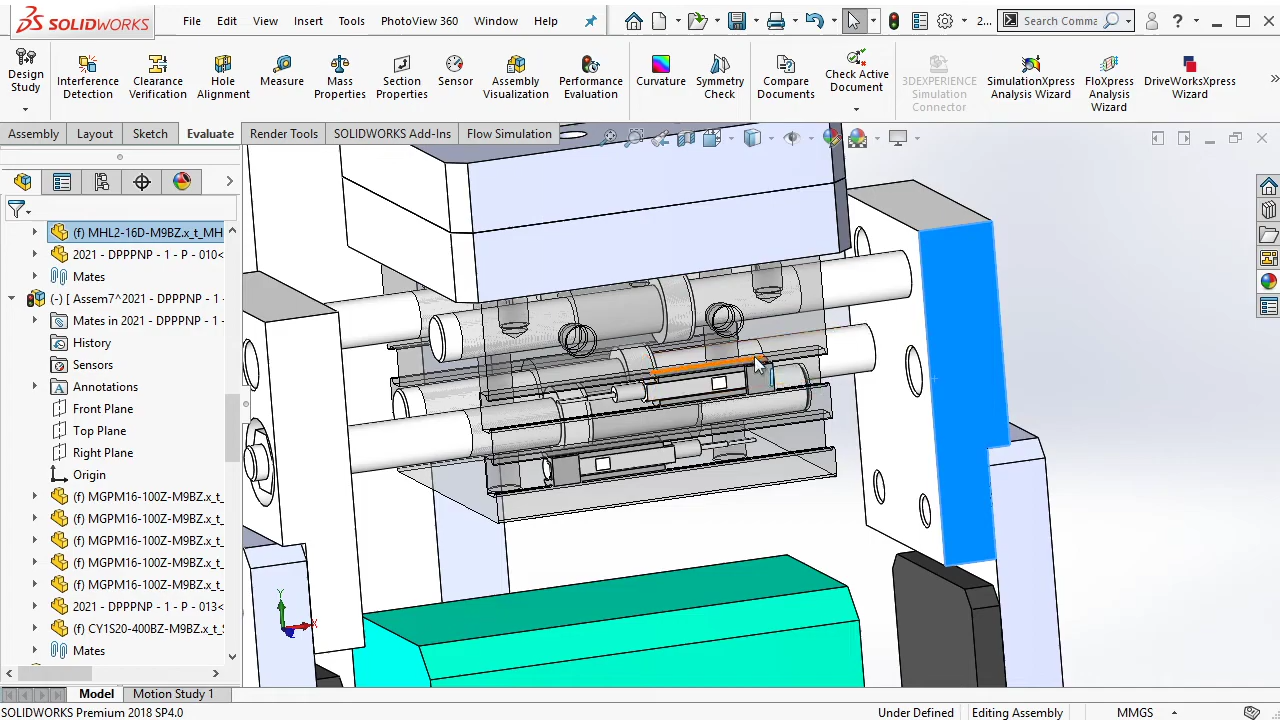 SOLIDWORKS File Edit View Insert Tools PhotoView 360 Window Help 2... Search Comma
Design Study
Interference Detection
Clearance Verification
Hole Alignment
Measure
Mass Properties
Section Properties
Sensor
Assembly Visualization
Performance Evaluation
Curvature
Symmetry Check
Compare Documents
Check Active Document
3DEXPERIENCE Simulation Connector
SimulationXpress Analysis Wizard
FloXpress Analysis Wizard
DriveWorksXpress Wizard
Assembly Layout Sketch Evaluate Render Tools SOLIDWORKS Add-Ins Flow Simulation
(f) MHL2-16D-M9BZ.x_t_MH
2021 - DPPPNP - 1 - P - 010<
Mates
(-) [ Assem7^2021 - DPPPNP - 1 -
Mates in 2021 - DPPPNP - 1 -
History
Sensors
Annotations
Front Plane
Top Plane
Right Plane
Origin
(f) MGPM16-100Z-M9BZ.x_t_
(f) MGPM16-100Z-M9BZ.x_t_
(f) MGPM16-100Z-M9BZ.x_t_
(f) MGPM16-100Z-M9BZ.x_t_
(f) MGPM16-100Z-M9BZ.x_t_
2021 - DPPPNP - 1 - P - 013<
(f) CY1S20-400BZ-M9BZ.x_t_
Mates
Y
X
Model Motion Study 1
SOLIDWORKS Premium 2018 SP4.0 Under Defined Editing Assembly MMGS